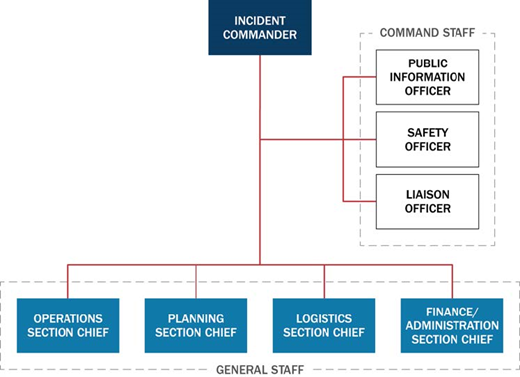 INCIDENT
COMMANDER
COMMAND STAFF
PUBLIC
INFORMATION
OFFICER
SAFETY
OFFICER
LIAISON
OFFICER
OPERATIONS
SECTION CHIEF
PLANNING
SECTION CHIEF
LOGISTICS
SECTION CHIEF
FINANCE/
ADMINISTRATION
SECTION CHIEF
GENERAL STAFF